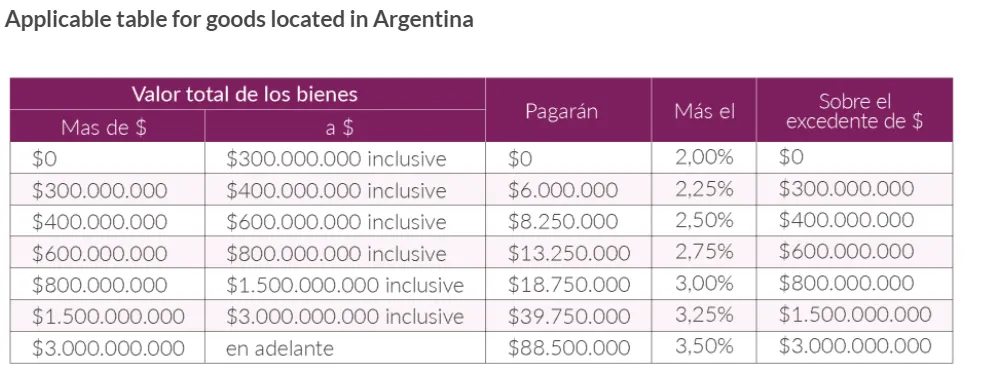 Applicable table for goods located in Argentina
Valor total de los bienes
Pagarán
Más el
Sobre el
excedente de $
Mas de $
a $
$0 $300.000.000 inclusive $0 2,00% $0
$300.000.000 $400.000.000 inclusive $6.000.000 2,25% $300.000.000
$400.000.000 $600.000.000 inclusive $8.250.000 2,50% $400.000.000
$600.000.000 $800.000.000 inclusive $13.250.000 2,75% $600.000.000
$800.000.000 $1.500.000.000 inclusive $18.750.000 3,00% $800.000.000
$1.500.000.000 $3.000.000.000 inclusive $39.750.000 3,25% $1.500.000.000
$3.000.000.000 en adelante $88.500.000 3,50% $3.000.000.000